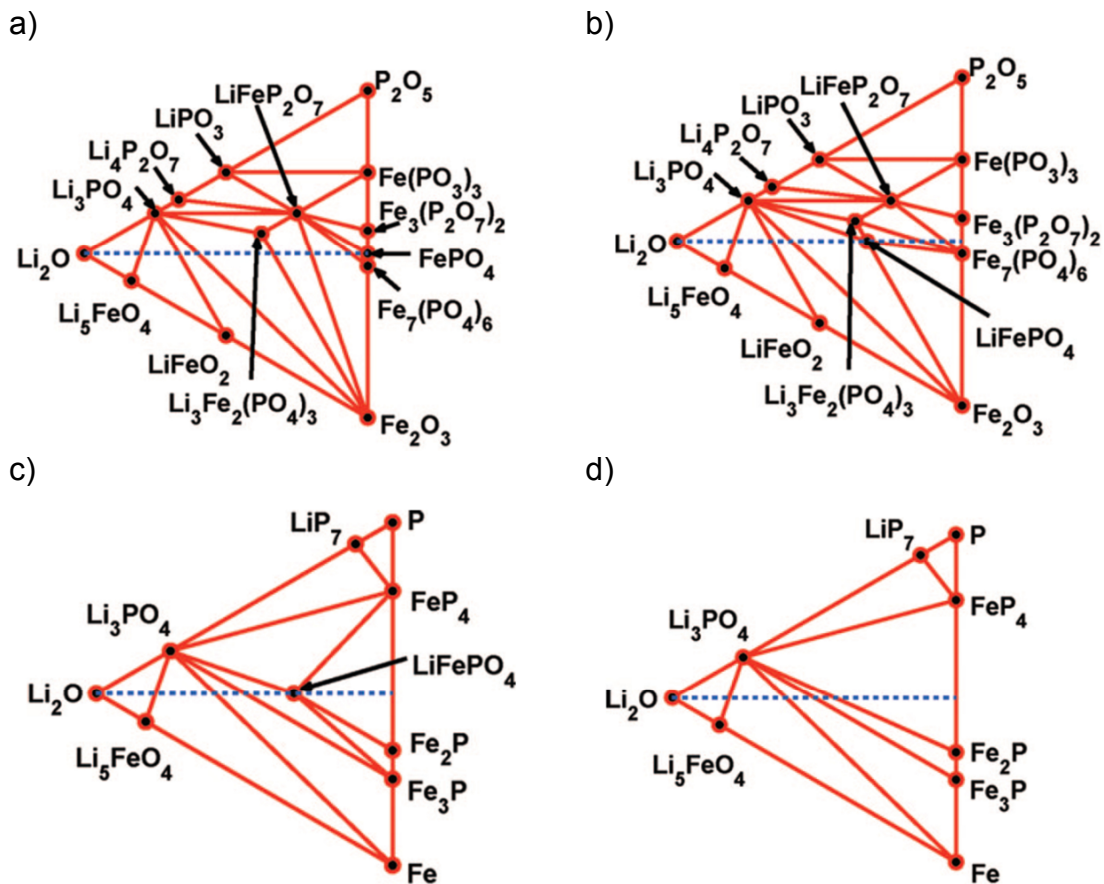 a)
P₂O₅
LiFeP₂O₇
LiPO₃
Li₄P₂O₇
Li₃PO₄
Fe(PO₃)₃
Fe₃(P₂O₇)₂
Li₂O
FePO₄
Li₅FeO₄
Fe₇(PO₄)₆
LiFeO₂
Li₃Fe₂(PO₄)₃
Fe₂O₃
b)
P₂O₅
LiFeP₂O₇
LiPO₃
Li₄P₂O₇
Li₃PO₄
Fe(PO₃)₃
Fe₃(P₂O₇)₂
Li₂O
Fe₇(PO₄)₆
Li₅FeO₄
LiFePO₄
LiFeO₂
Li₃Fe₂(PO₄)₃
Fe₂O₃
c)
P
LiP₇
FeP₄
Li₃PO₄
LiFePO₄
Li₂O
Fe₂P
Li₅FeO₄
Fe₃P
Fe
d)
P
LiP₇
FeP₄
Li₃PO₄
Li₂O
Fe₂P
Li₅FeO₄
Fe₃P
Fe